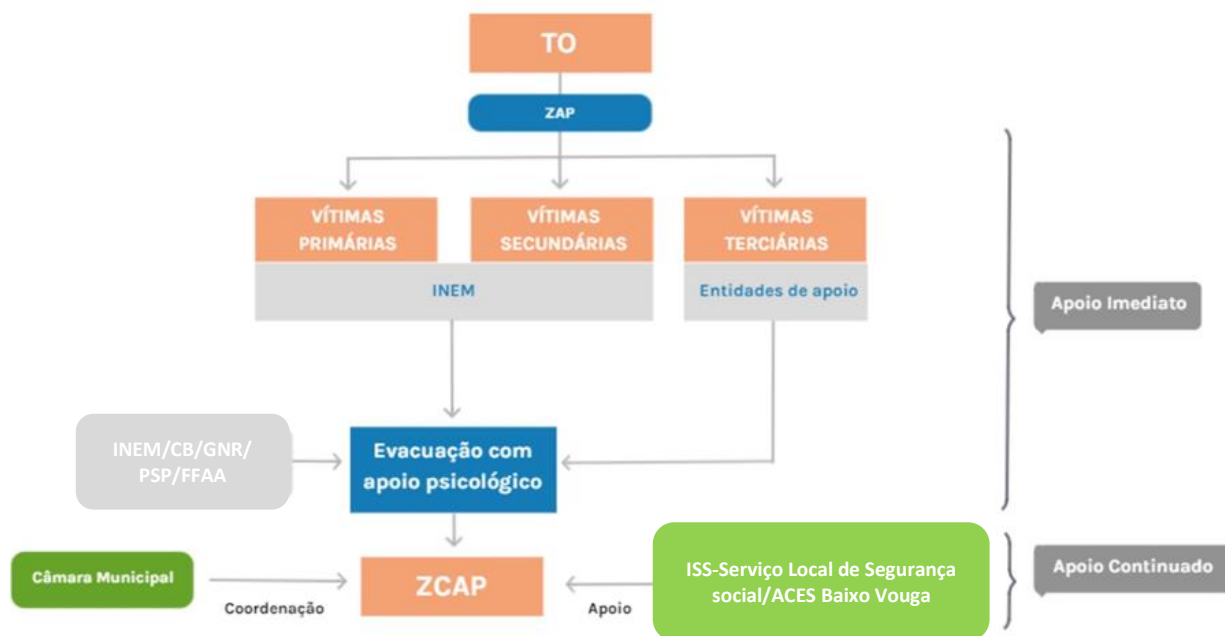 TO
ZAP
VÍTIMAS
PRIMÁRIAS
VÍTIMAS
SECUNDÁRIAS
VÍTIMAS
TERCIÁRIAS
INEM
Entidades de apoio
Apoio Imediato
INEM/CB/GNR/
PSP/FFAA
Evacuação com
apoio psicológico
Câmara Municipal
Coordenação
ZCAP
Apoio
ISS-Serviço Local de Segurança
social/ACES Baixo Vouga
Apoio Continuado